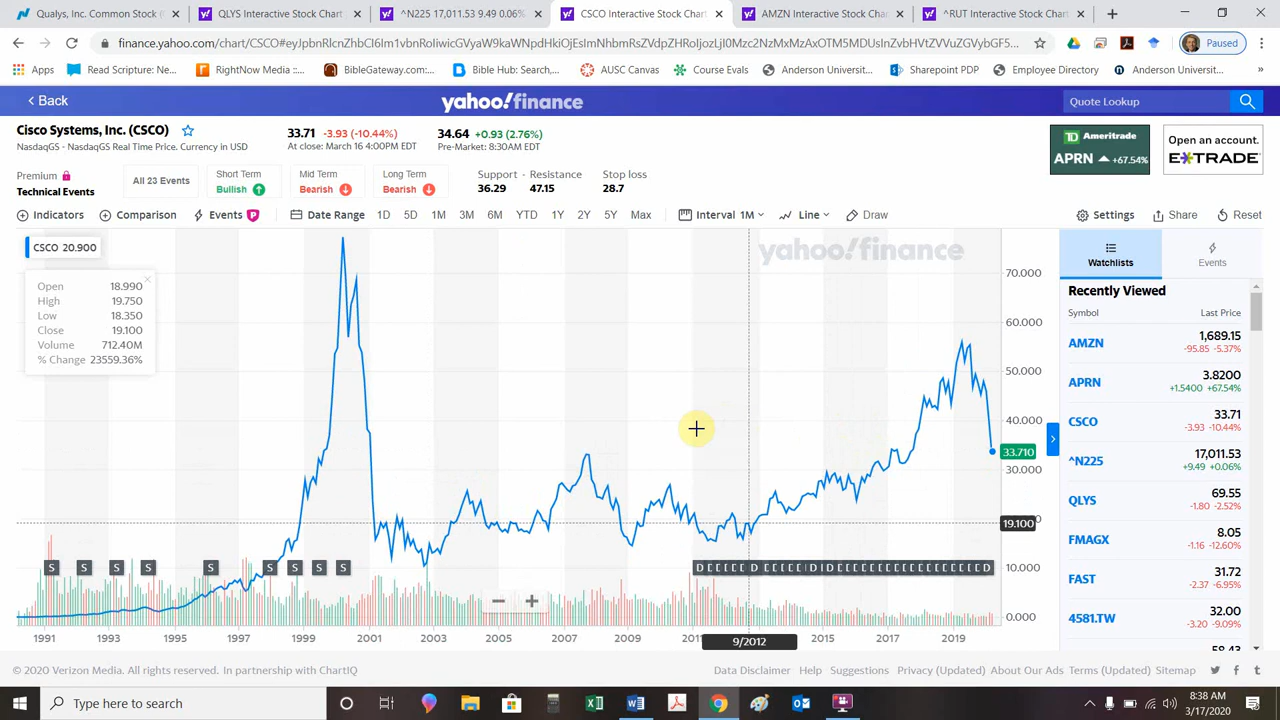 Qualys, Inc. Common Stock (
QLYS Interactive Stock Chart
^N225 17,011.53 9.49 0.06%
CSCO Interactive Stock Chart
AMZN Interactive Stock Chart
^RUT Interactive Stock Chart
finance.yahoo.com/chart/
Paused
Apps
Read Scripture: Ne...
RightNow Media ::...
BibleGateway.com:...
Bible Hub: Search,...
AUSC Canvas
Course Evals
Anderson Universit...
Sharepoint PDP
Employee Directory
Anderson Universit...
Back
yahoo!finance
Quote Lookup
Cisco Systems, Inc. (CSCO)
NasdaqGS - NasdaqGS Real Time Price. Currency in USD
33.71 -3.93 (-10.44%)
At close: March 16 4:00PM EDT
34.64 +0.93 (2.76%)
Pre-Market: 8:30AM EDT
TD Ameritrade
APRN +67.54%
Open an account.
E*TRADE
Premium
Technical Events
All 23 Events
Short Term
Bullish
Mid Term
Bearish
Long Term
Bearish
Support - Resistance
36.29 47.15
Stop loss
28.7
Indicators
Comparison
Events P
Date Range
1D 5D 1M 3M 6M YTD 1Y 2Y 5Y Max
Interval 1M
Line
Draw
Settings
Share
Reset
CSCO 20.900
Open 18.990
High 19.750
Low 18.350
Close 19.100
Volume 712.40M
% Change 23559.36%
yahoo!finance
70.000
60.000
50.000
40.000
33.710
30.000
19.100
10.000
0.000
S S S S S S S S S
D D D D D D D D D D D D D D D D D D D D D D D D D D D D D D D D D D D D
1991 1993 1995 1997 1999 2001 2003 2005 2007 2009 9/2012 2015 2017 2019
Watchlists
Events
Recently Viewed
Symbol Last Price
AMZN 1,689.15
-95.85 -5.37%
APRN 3.8200
+1.5400 +67.54%
CSCO 33.71
-3.93 -10.44%
^N225 17,011.53
+9.49 +0.06%
QLYS 69.55
-1.80 -2.52%
FMAGX 8.05
-1.16 -12.60%
FAST 31.72
-2.37 -6.95%
4581.TW 32.00
-3.20 -9.09%
© 2020 Verizon Media. All rights reserved. In partnership with ChartIQ
Data Disclaimer Help Suggestions Privacy (Updated) About Our Ads Terms (Updated) Sitemap
Type here to search
8:38 AM
3/17/2020